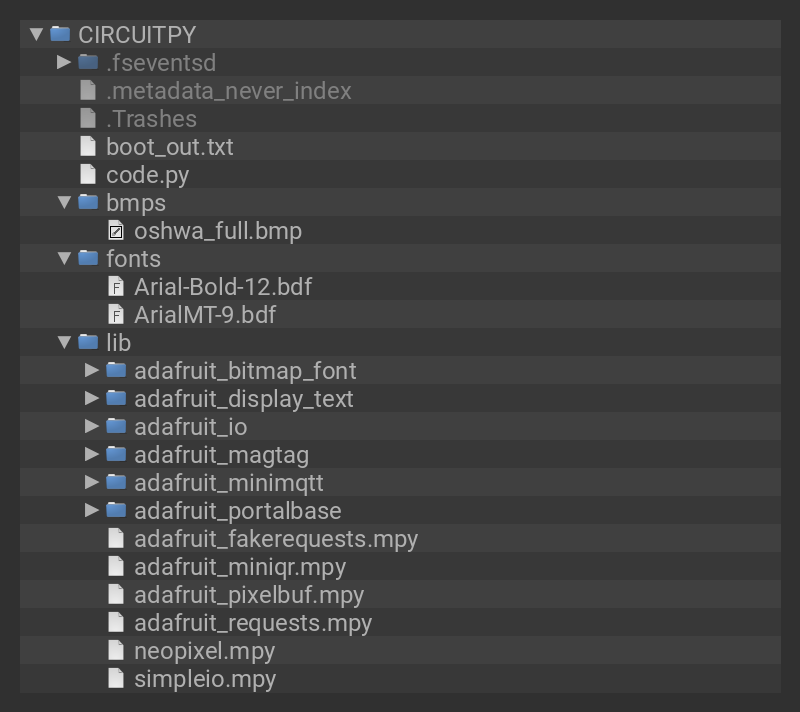 CIRCUITPY
.fseventsd
.metadata_never_index
.Trashes
boot_out.txt
code.py
bmps
oshwa_full.bmp
fonts
F Arial-Bold-12.bdf
F ArialMT-9.bdf
lib
adafruit_bitmap_font
adafruit_display_text
adafruit_io
adafruit_magtag
adafruit_minimqtt
adafruit_portalbase
adafruit_fakerequests.mpy
adafruit_miniqr.mpy
adafruit_pixelbuf.mpy
adafruit_requests.mpy
neopixel.mpy
simpleio.mpy